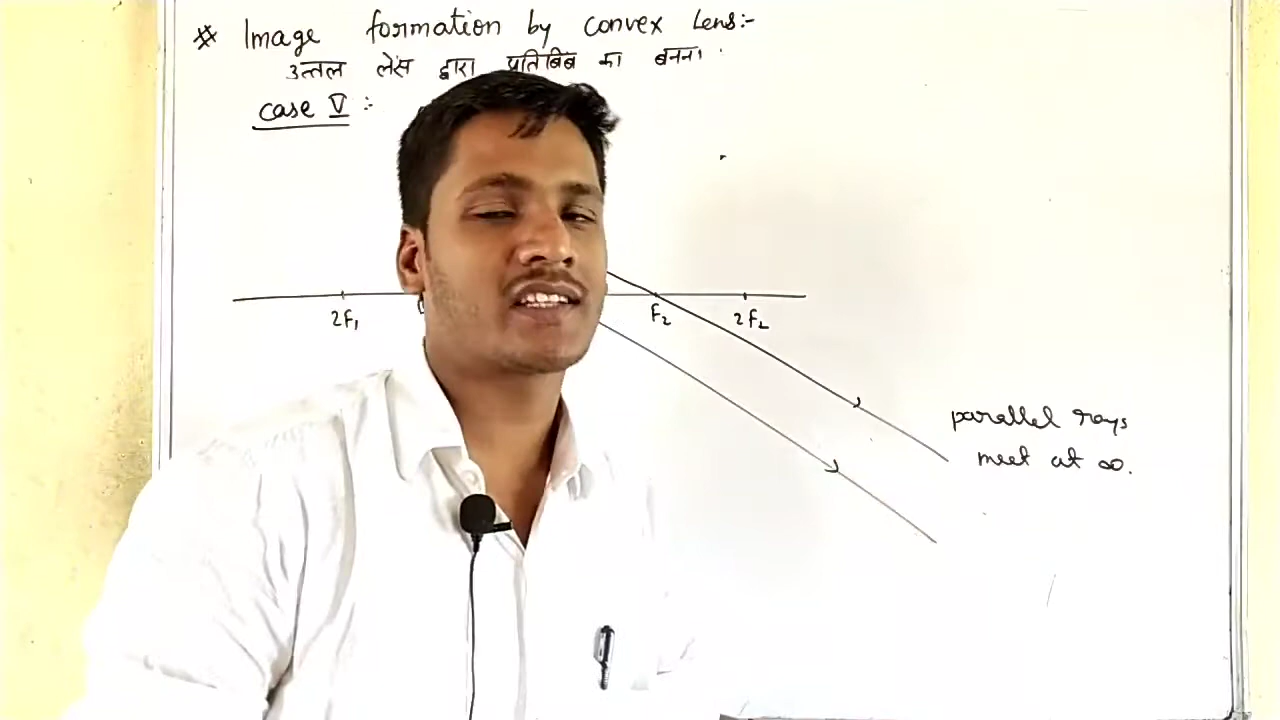 Image formation by convex Lens:-
उत्तल लेंस द्वारा प्रतिबिंब का बनना
case V :-
2F₁ F₂ 2F₂
parallel rays
meet at ∞.